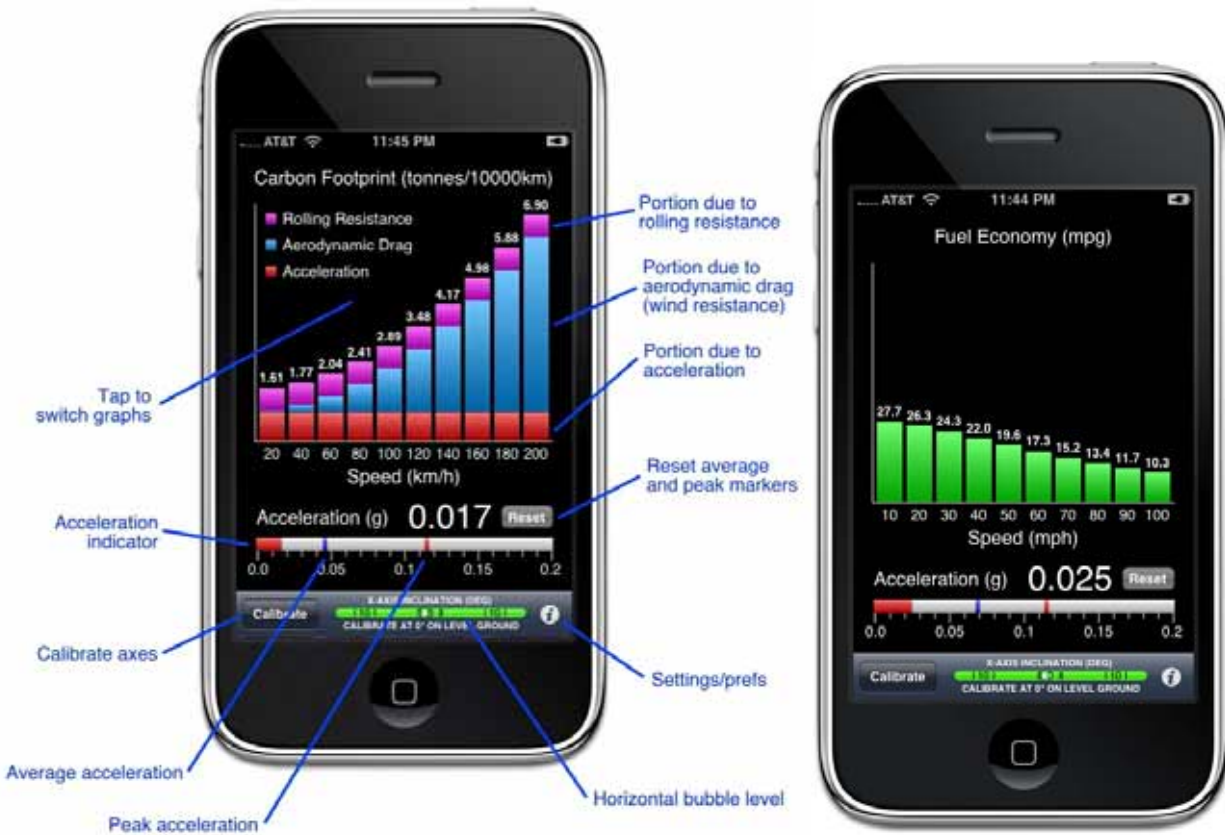 AT&T 11:45 PM
Carbon Footprint (tonnes/10000km)
Rolling Resistance
Aerodynamic Drag
Acceleration
1.61 1.77 2.04 2.41 2.89 3.48 4.17 4.98 5.88 6.90
20 40 60 80 100 120 140 160 180 200
Speed (km/h)
Acceleration (g) 0.017 Reset
0.0 0.05 0.1 0.15 0.2
Calibrate
X-AXIS INCLINATION (DEG)
CALIBRATE AT 0° ON LEVEL GROUND
i
Tap to
switch graphs
Acceleration
indicator
Calibrate axes
Average acceleration
Peak acceleration
Portion due to
rolling resistance
Portion due to
aerodynamic drag
(wind resistance)
Portion due to
acceleration
Reset average
and peak markers
Settings/prefs
Horizontal bubble level
AT&T 11:44 PM
Fuel Economy (mpg)
27.7 26.3 24.3 22.0 19.6 17.3 15.2 13.4 11.7 10.3
10 20 30 40 50 60 70 80 90 100
Speed (mph)
Acceleration (g) 0.025 Reset
0.0 0.05 0.1 0.15 0.2
Calibrate
X-AXIS INCLINATION (DEG)
CALIBRATE AT 0° ON LEVEL GROUND
i